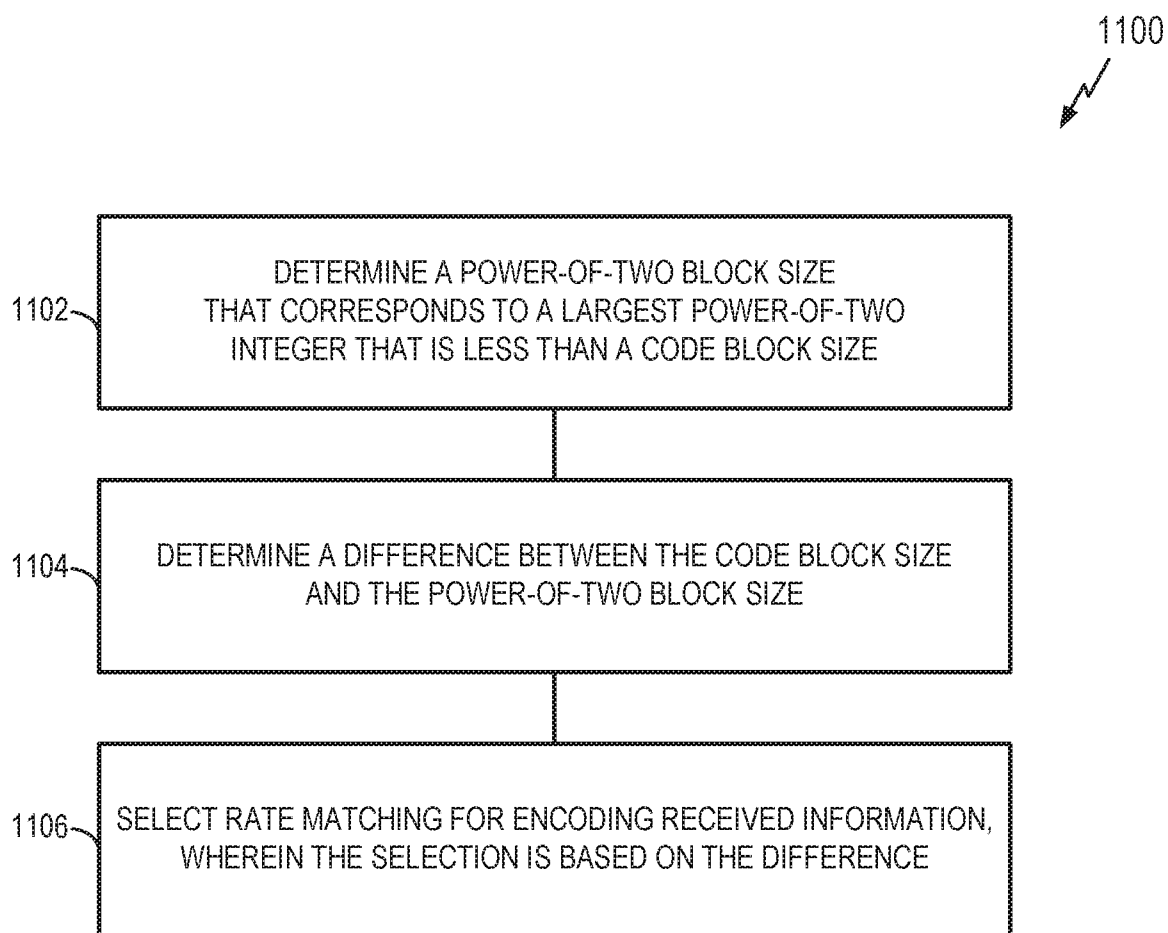 1100
DETERMINE A POWER-OF-TWO BLOCK SIZE
THAT CORRESPONDS TO A LARGEST POWER-OF-TWO
1102
INTEGER THAT IS LESS THAN A CODE BLOCK SIZE
DETERMINE A DIFFERENCE BETWEEN THE CODE BLOCK SIZE
1104
AND THE POWER-OF-TWO BLOCK SIZE
SELECT RATE MATCHING FOR ENCODING RECEIVED INFORMATION,
1106
WHEREIN THE SELECTION IS BASED ON THE DIFFERENCE